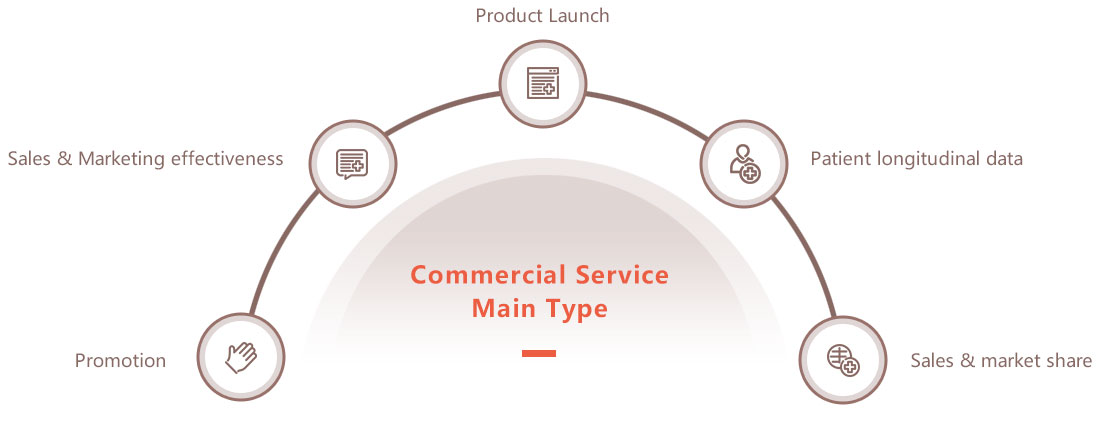 Product Launch
Sales & Marketing effectiveness
Patient longitudinal data
Commercial Service
Main Type
Promotion
Sales & market share